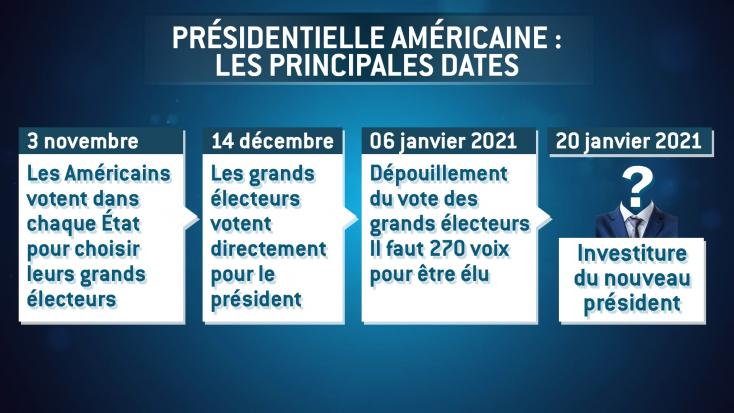 PRÉSIDENTIELLE AMÉRICAINE :
LES PRINCIPALES DATES
3 novembre
Les Américains
votent dans
chaque État
pour choisir
leurs grands
électeurs
14 décembre
Les grands
électeurs
votent
directement
pour le
président
06 janvier 2021
Dépouillement
du vote des
grands électeurs
Il faut 270 voix
pour être élu
20 janvier 2021
?
Investiture
du nouveau
président